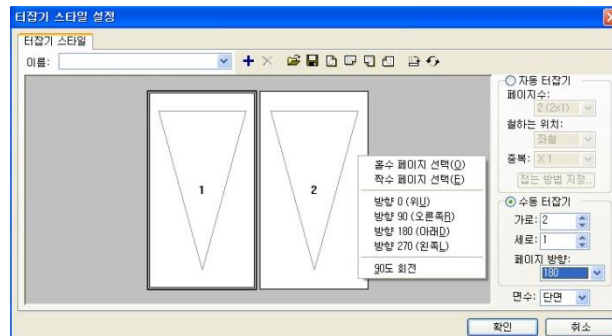 터잡기 스타일 설정
터잡기 스타일
이름:
1
2
홀수 페이지 선택(O)
짝수 페이지 선택(E)
방향 0 (위U)
방향 90 (오른쪽R)
방향 180 (아래D)
방향 270 (왼쪽L)
90도 회전
자동 터잡기
페이지수:
2 (2x1)
철하는 위치:
좌철
중복: X 1
접는 방법 지정..
수동 터잡기
가로: 2
세로: 1
페이지 방향:
180
면수: 단면
확인 취소